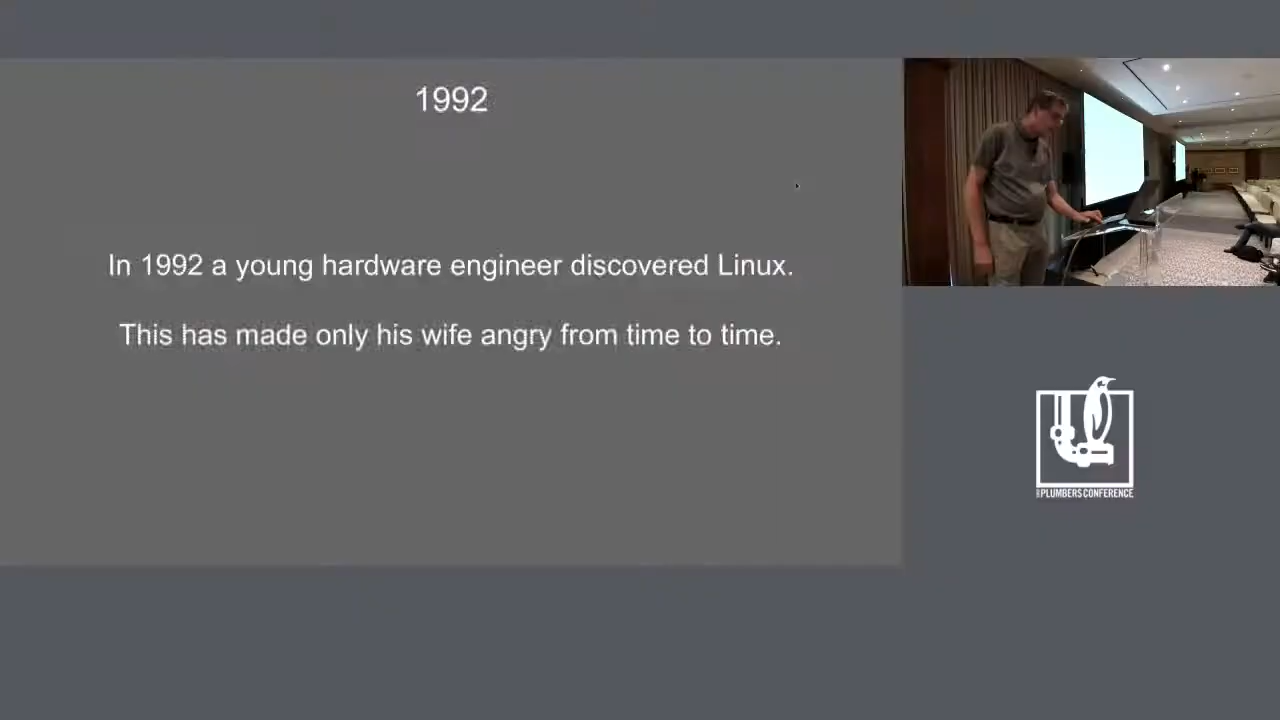 1992
In 1992 a young hardware engineer discovered Linux.
This has made only his wife angry from time to time.
PLUMBERS CONFERENCE